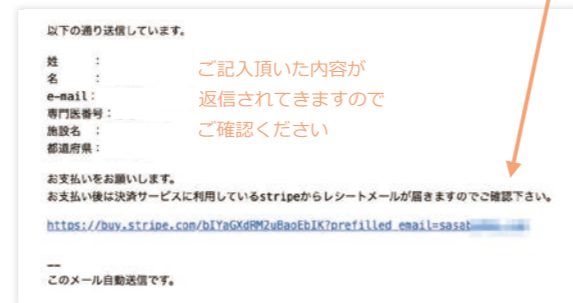 以下の通り送信しています。
姓　　：
名　　：
e-mail：
専門医番号：
施設名　：
都道府県：
ご記入頂いた内容が
返信されてきますので
ご確認ください
お支払いをお願いします。
お支払い後は決済サービスに利用しているstripeからレシートメールが届きますのでご確認下さい。
https://buy.stripe.com/bIYaGXdRM2uBaoEbIK?prefilled_email=sasat
--
このメール自動送信です。